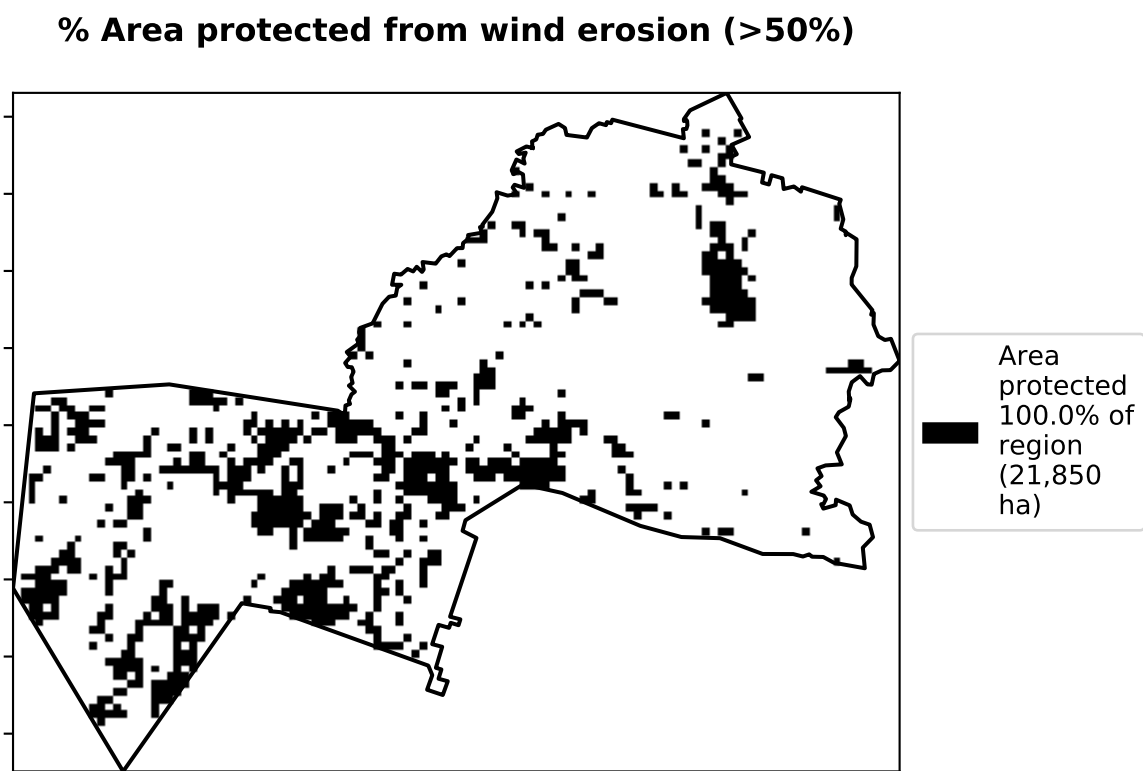 % Area protected from wind erosion (>50%)
Area
protected
100.0% of
region
(21,850
ha)